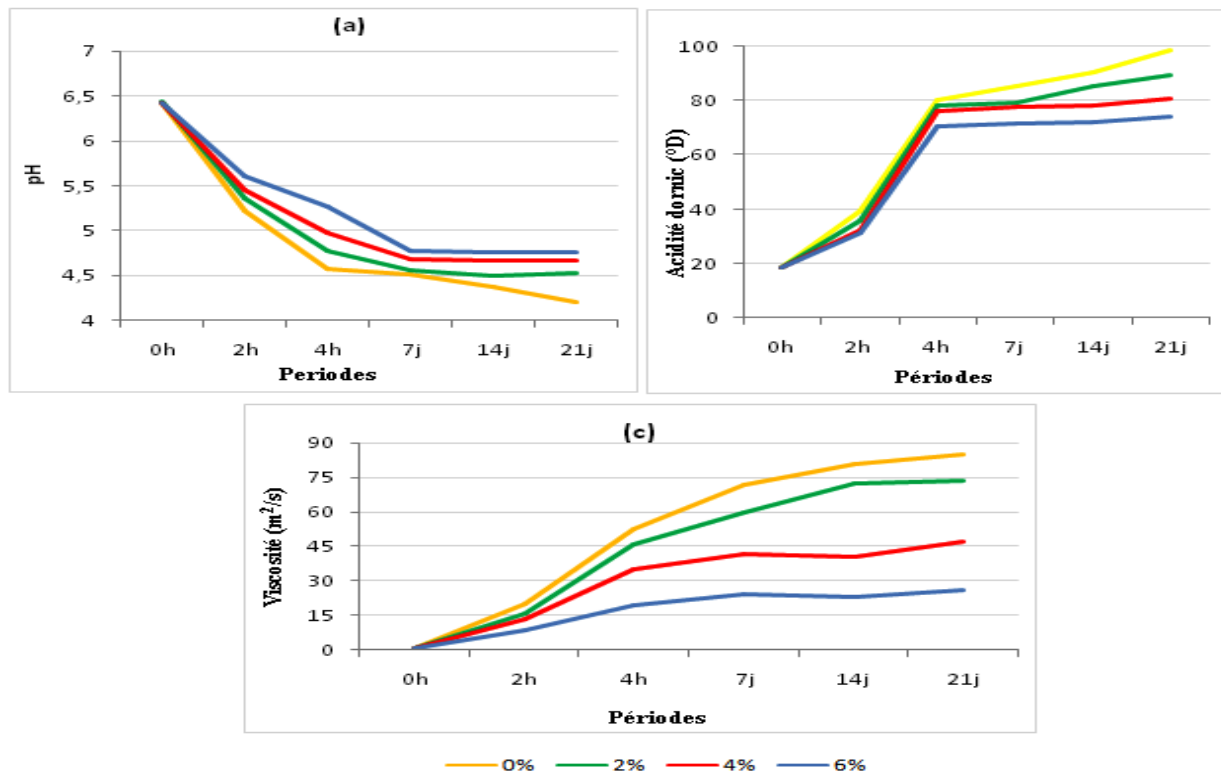 (a)
7
6,5
6
5,5
5
4,5
4
pH
0h 2h 4h 7j 14j 21j
Periodes
100
80
60
40
20
0
Acidité dornic (°D)
0h 2h 4h 7j 14j 21j
Périodes
(c)
90
75
60
45
30
15
0
Viscosité (m²/s)
0h 2h 4h 7j 14j 21j
Périodes
0% 2% 4% 6%